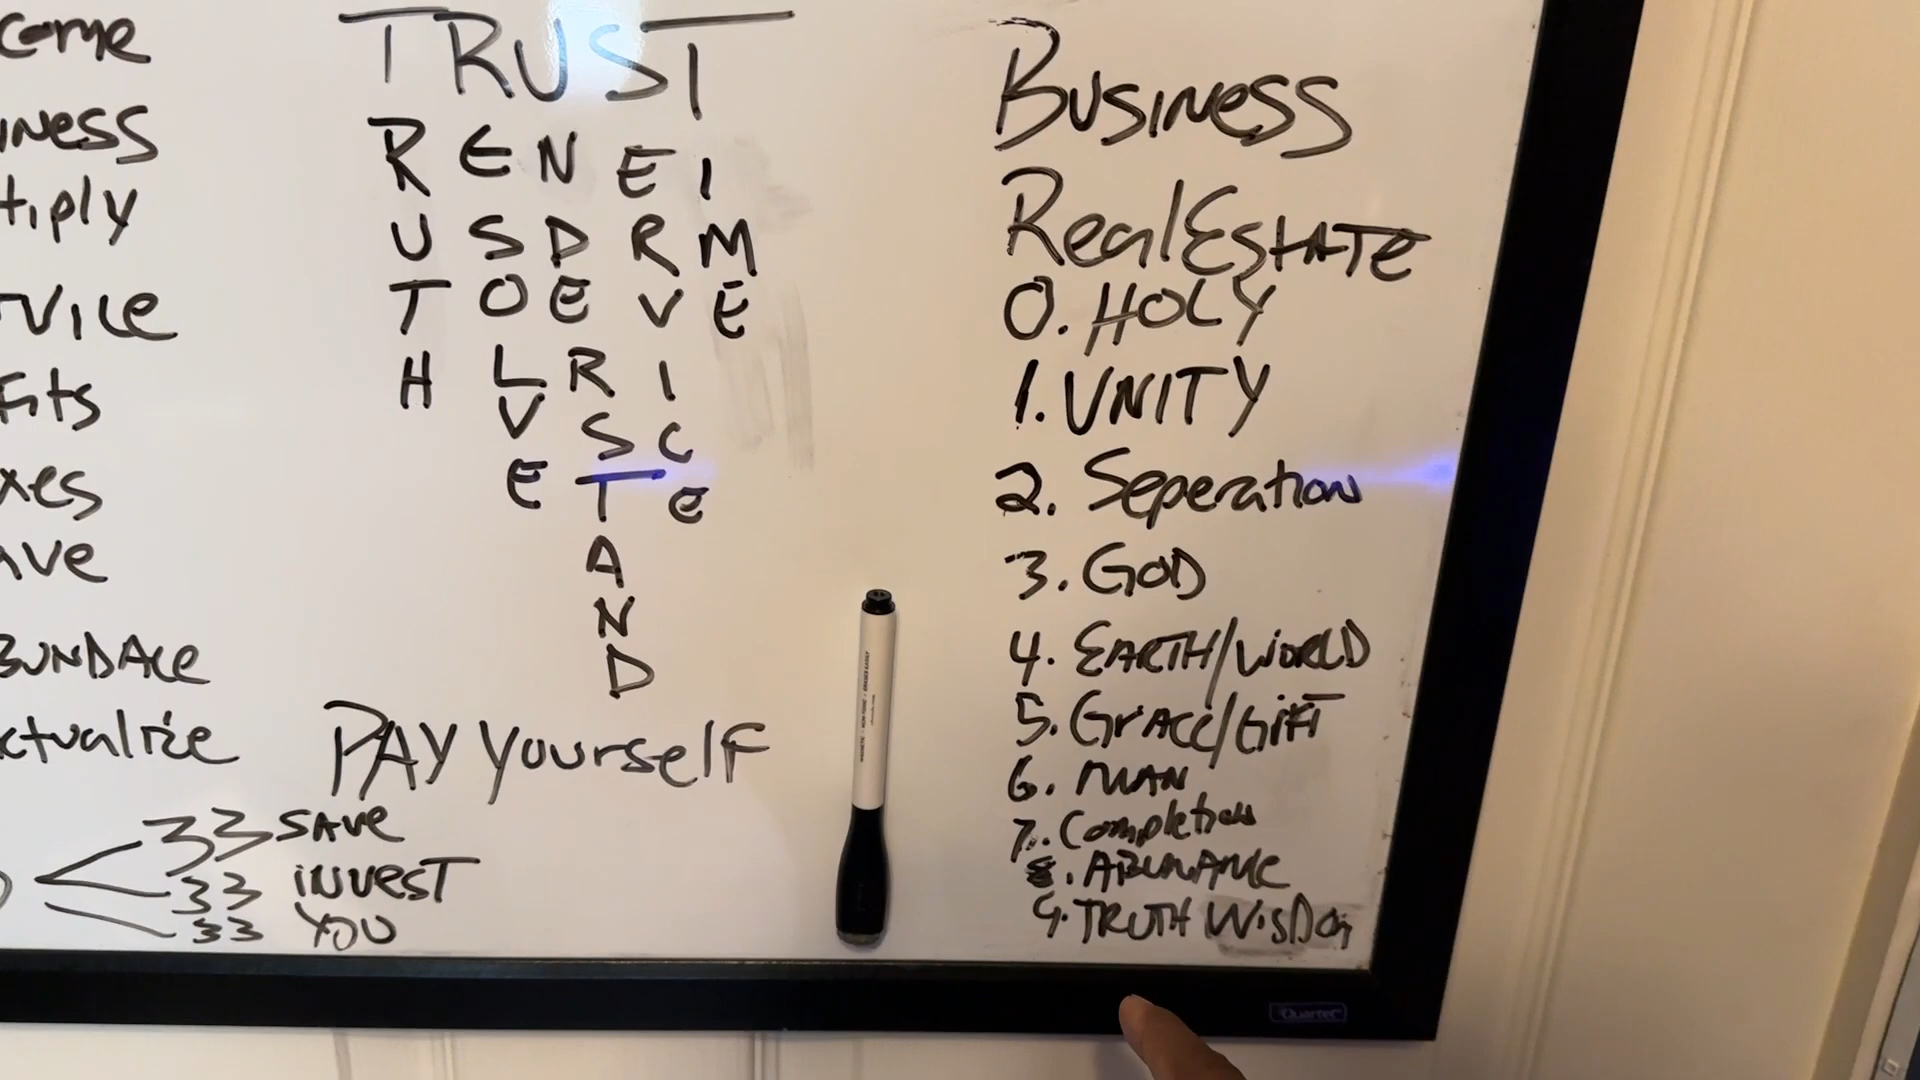 come
iness
tiply
rvice
fits
xes
ave
BUNDAce
ctualize
TRUST
R E N E I
U S D R M
T O E V E
H L R I
V S C
E T E
A
N
D
PAY Yourself
33 SAVE
33 iNVEST
33 YOU
Business
RealEstATe
0. HOLY
1. UNITY
2. Seperation
3. GOD
4. EARTH/WORLD
5. GrAce/GiFT
6. MAN
7. Completion
8.
9. TRUTH WisDom
Quartet